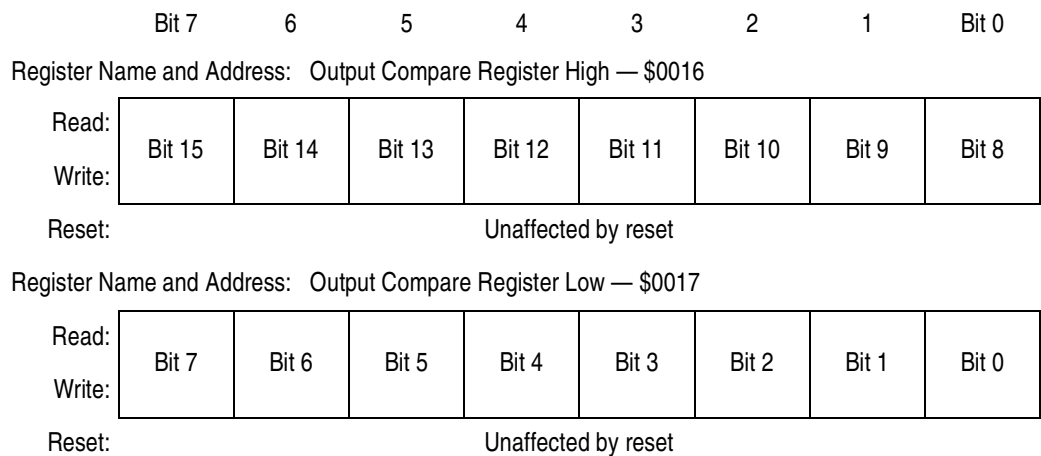 Bit 7 6 5 4 3 2 1 Bit 0
Register Name and Address: Output Compare Register High — $0016
Read:
Bit 15 Bit 14 Bit 13 Bit 12 Bit 11 Bit 10 Bit 9 Bit 8
Write:
Reset: Unaffected by reset
Register Name and Address: Output Compare Register Low — $0017
Read:
Bit 7 Bit 6 Bit 5 Bit 4 Bit 3 Bit 2 Bit 1 Bit 0
Write:
Reset: Unaffected by reset